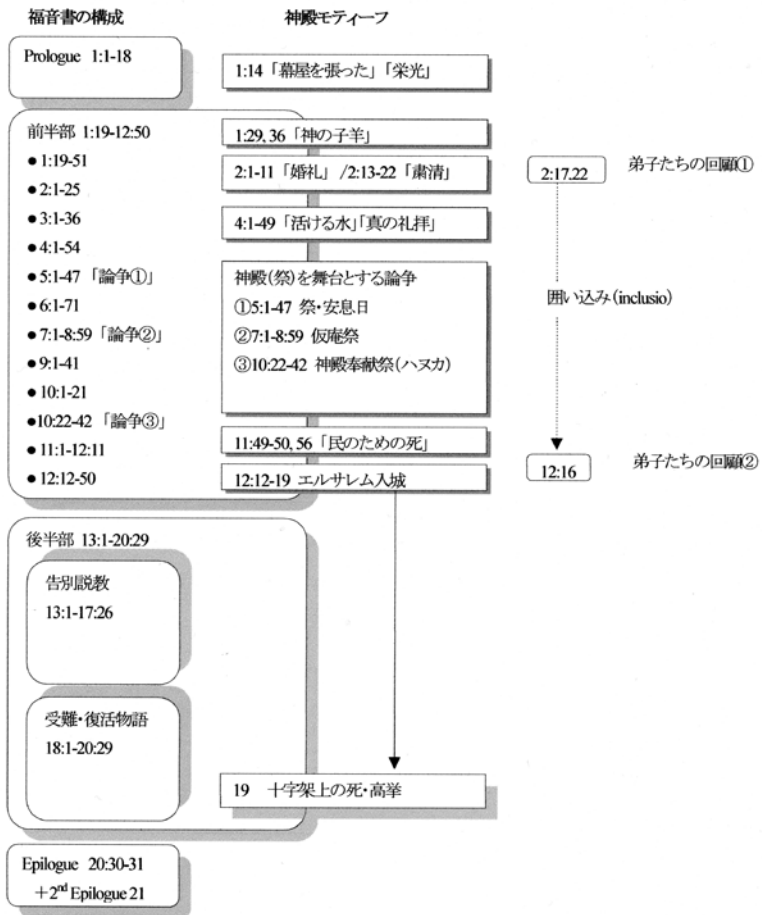 福音書の構成
神殿モティーフ
Prologue 1:1-18
1:14「幕屋を張った」「栄光」
前半部 1:19-12:50
●1:19-51
●2:1-25
●3:1-36
●4:1-54
●5:1-47「論争①」
●6:1-71
●7:1-8:59「論争②」
●9:1-41
●10:1-21
●10:22-42「論争③」
●11:1-12:11
●12:12-50
1:29, 36「神の子羊」
2:1-11「婚礼」/2:13-22「粛清」
4:1-49「活ける水」「真の礼拝」
神殿(祭)を舞台とする論争
①5:1-47 祭・安息日
②7:1-8:59 仮庵祭
③10:22-42 神殿奉献祭(ハヌカ)
11:49-50, 56「民のための死」
12:12-19 エルサレム入城
2:17.22
弟子たちの回顧①
囲い込み(inclusio)
12:16
弟子たちの回顧②
後半部 13:1-20:29
告別説教
13:1-17:26
受難・復活物語
18:1-20:29
19 十字架上の死・高挙
Epilogue 20:30-31
＋2nd Epilogue 21